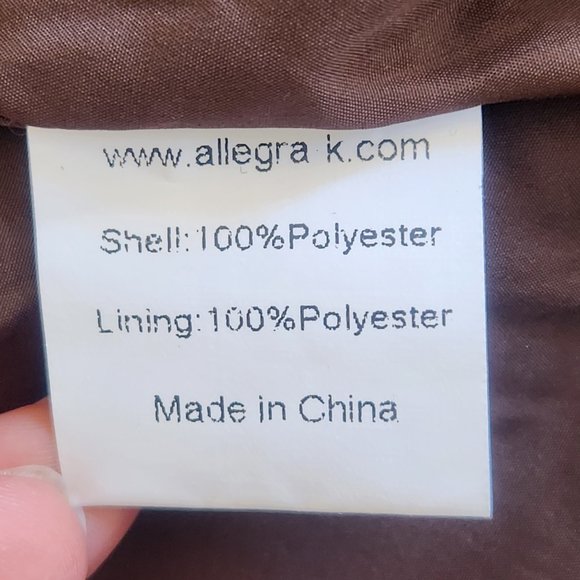 www.allegra k.com
Shell:100%Polyester
Lining:100%Polyester
Made in China